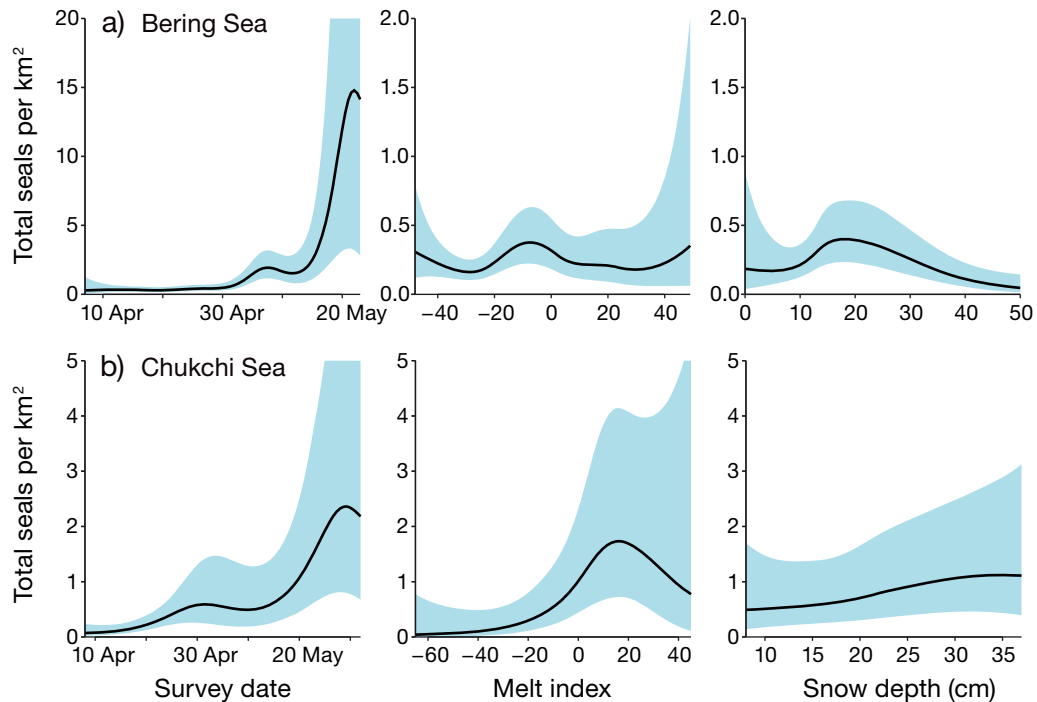 a) Bering Sea
Total seals per km²
20
15
10
5
0
10 Apr 30 Apr 20 May
2.0
1.5
1.0
0.5
0.0
−40 −20 0 20 40
2.0
1.5
1.0
0.5
0.0
0 10 20 30 40 50
b) Chukchi Sea
Total seals per km²
5
4
3
2
1
0
10 Apr 30 Apr 20 May
Survey date
5
4
3
2
1
0
−60 −40 −20 0 20 40
Melt index
5
4
3
2
1
0
10 15 20 25 30 35
Snow depth (cm)